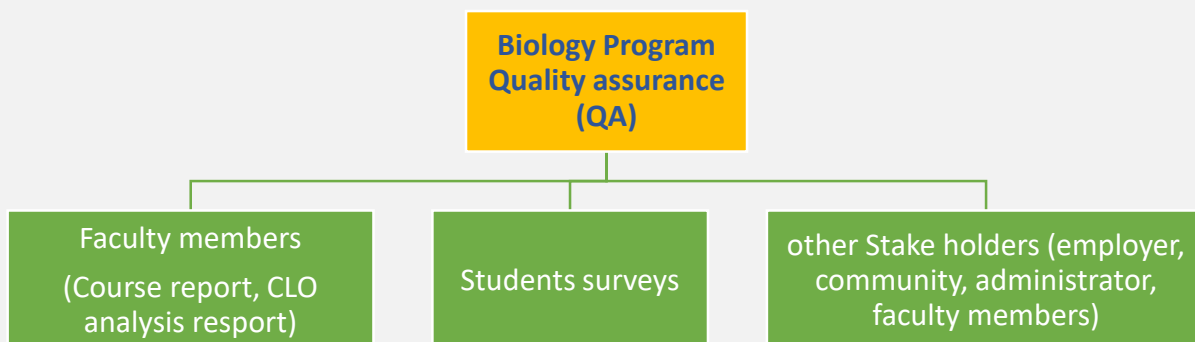 Biology Program
Quality assurance
(QA)
Faculty members
(Course report, CLO
analysis resport)
Students surveys
other Stake holders (employer,
community, administrator,
faculty members)